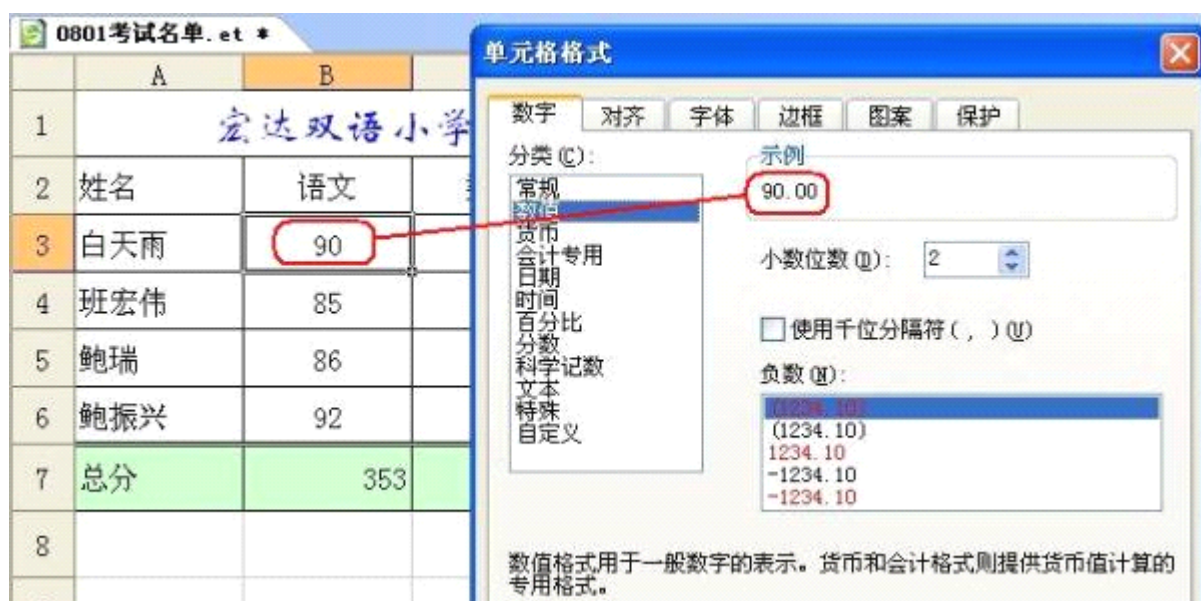 0801考试名单.et *
A B
1 宏达双语小学
2 姓名 语文
3 白天雨 90
4 班宏伟 85
5 鲍瑞 86
6 鲍振兴 92
7 总分 353
8
单元格格式
数字 对齐 字体 边框 图案 保护
分类(C):
常规
数值
货币
会计专用
日期
时间
百分比
分数
科学记数
文本
特殊
自定义
示例
90.00
小数位数(D): 2
使用千位分隔符(,)(U)
负数(N):
(1234.10)
(1234.10)
1234.10
-1234.10
-1234.10
数值格式用于一般数字的表示。货币和会计格式则提供货币值计算的
专用格式。